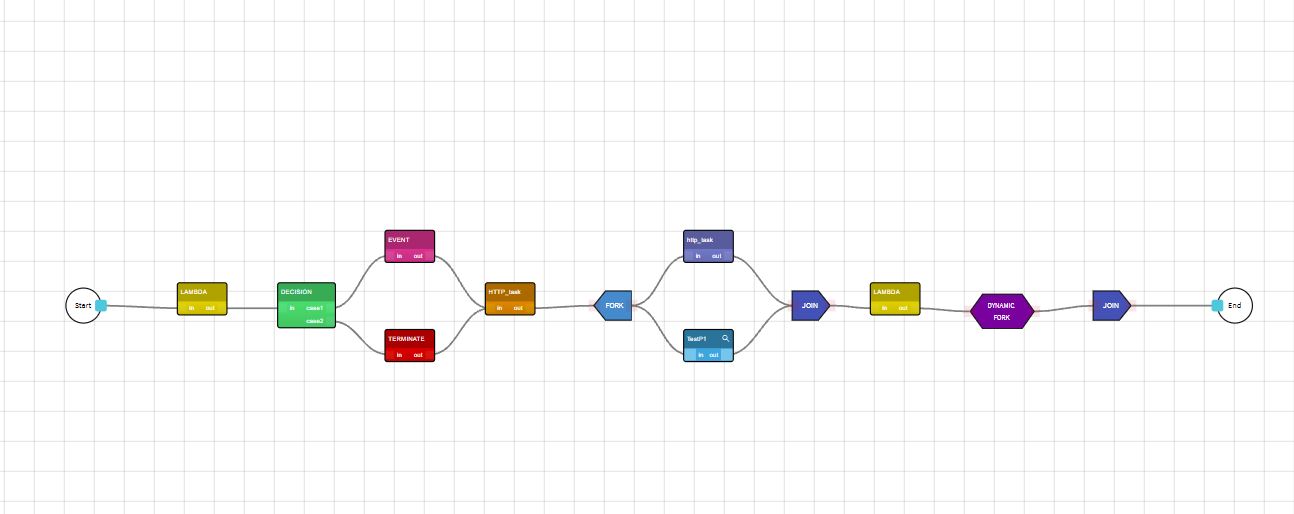 Start
LAMBDA
in out
DECISION
in case1
case2
EVENT
in out
TERMINATE
in out
HTTP_task
in out
FORK
http_task
in out
TestP1
in out
JOIN
LAMBDA
in out
DYNAMIC
FORK
JOIN
End